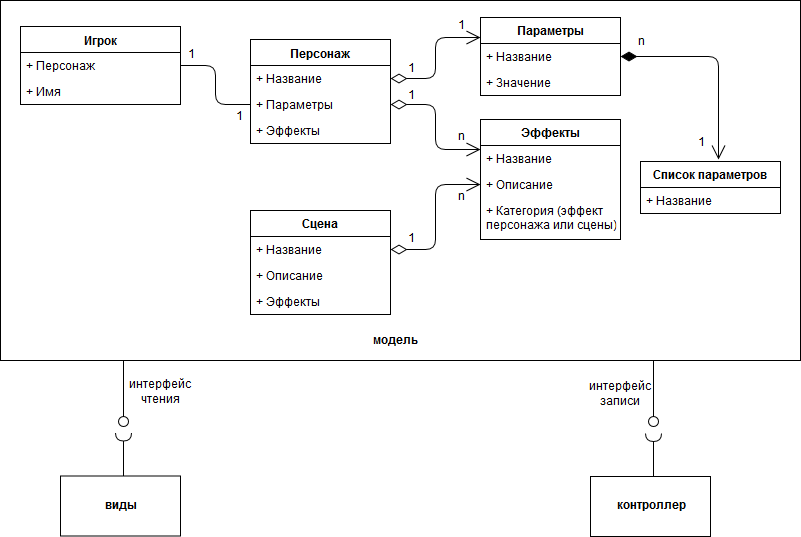 Игрок
+ Персонаж
+ Имя
1
1
Персонаж
+ Название
+ Параметры
+ Эффекты
1
1
1
n
Параметры
+ Название
+ Значение
n
1
Список параметров
+ Название
Эффекты
+ Название
+ Описание
+ Категория (эффект
персонажа или сцены)
Сцена
+ Название
+ Описание
+ Эффекты
1
n
модель
интерфейс
чтения
интерфейс
записи
виды
контроллер